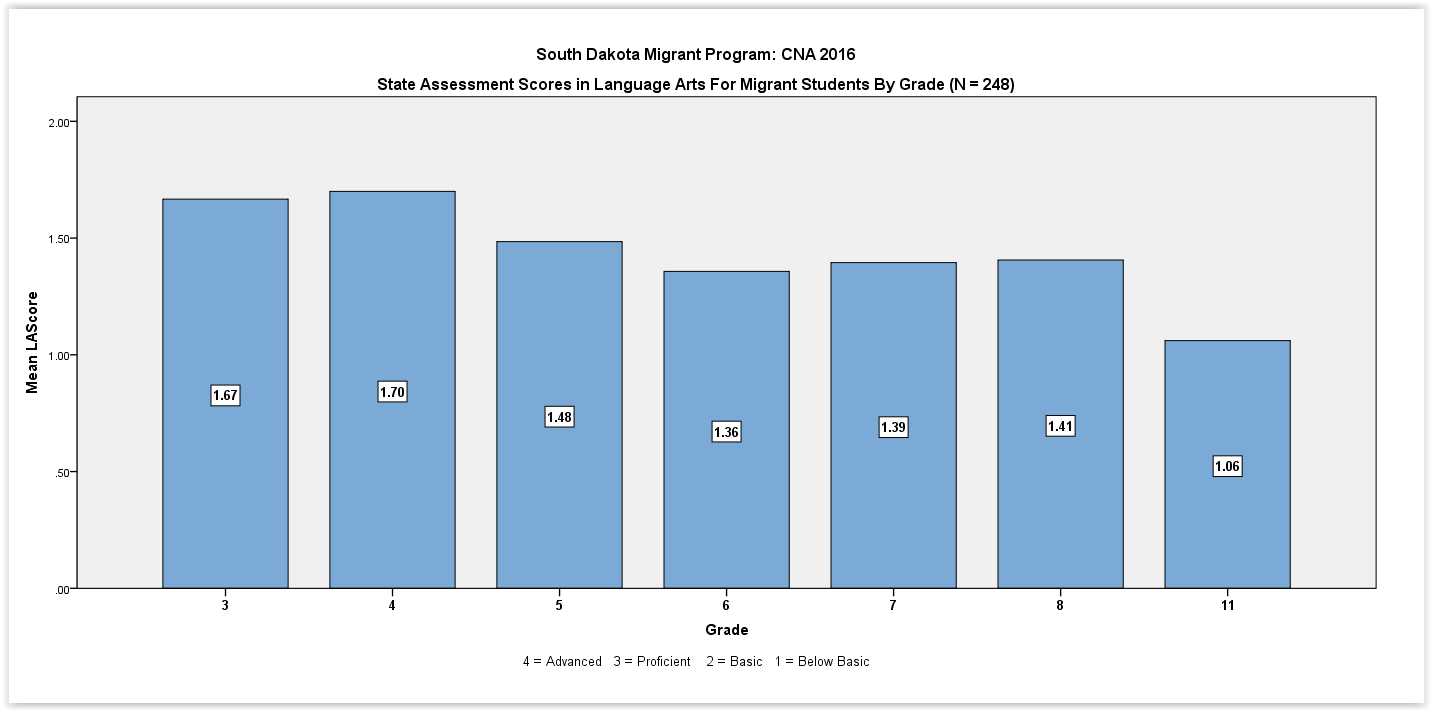 South Dakota Migrant Program: CNA 2016
State Assessment Scores in Language Arts For Migrant Students By Grade (N = 248)
2.00
1.50
1.00
.50
.00
Mean LAScore
1.67
1.70
1.48
1.36
1.39
1.41
1.06
3 4 5 6 7 8 11
Grade
4 = Advanced 3 = Proficient 2 = Basic 1 = Below Basic